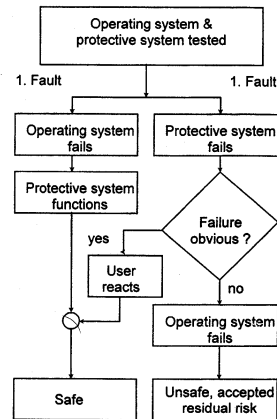 Operating system &
protective system tested
1. Fault
1. Fault
Operating system
fails
Protective system
fails
Protective system
functions
Failure
obvious ?
yes
User
reacts
no
Operating system
fails
Safe
Unsafe, accepted
residual risk